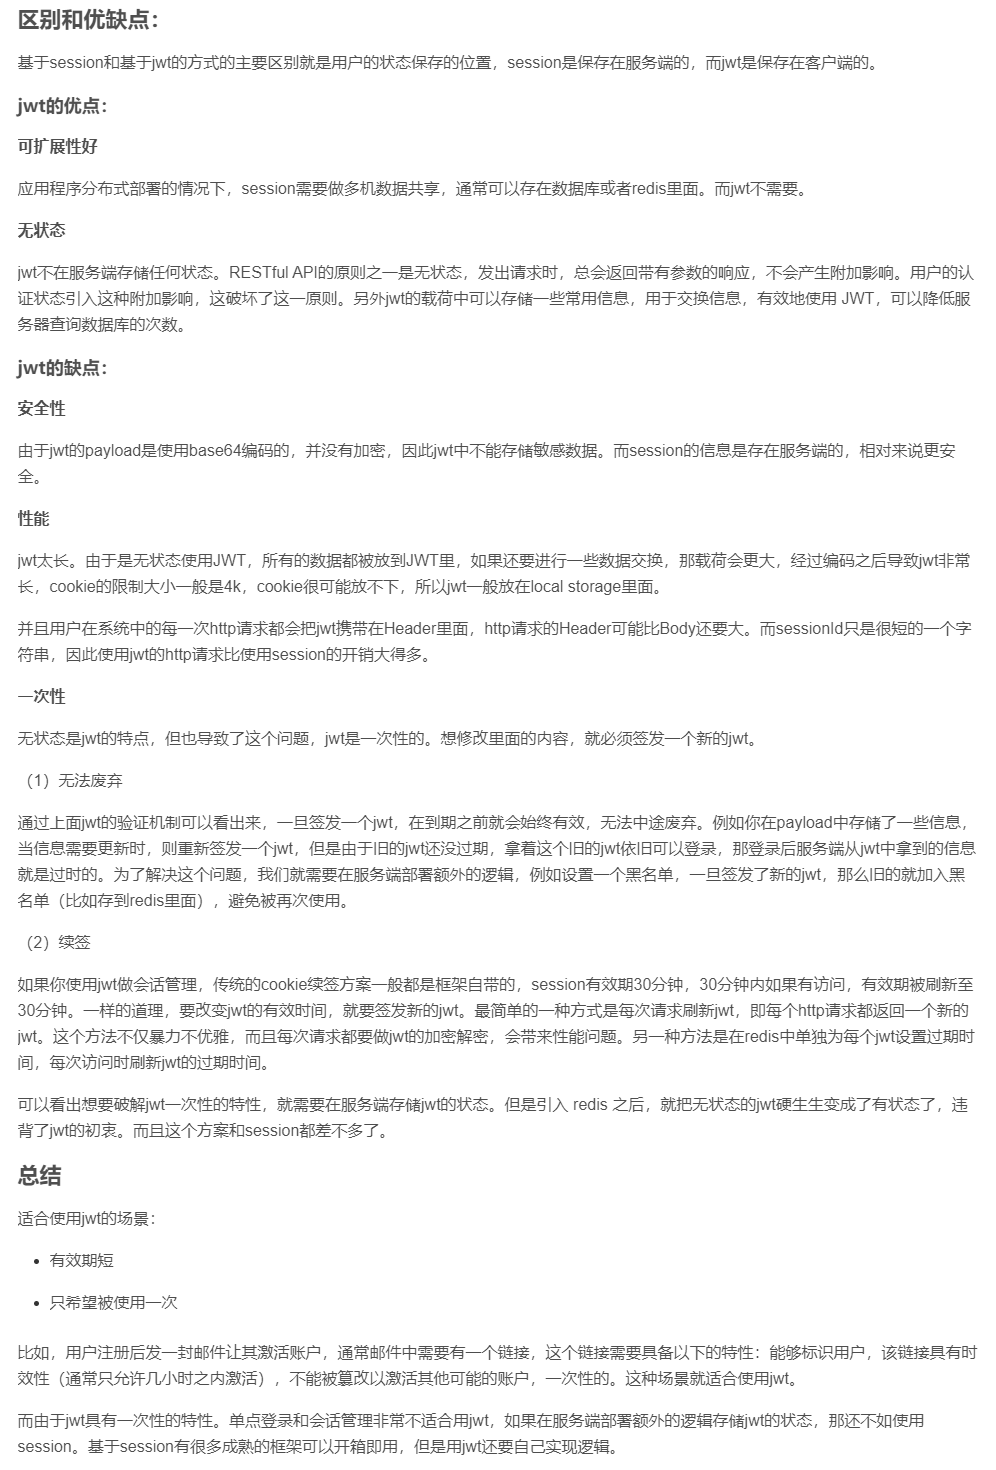 区别和优缺点：
基于session和基于jwt的方式的主要区别就是用户的状态保存的位置，session是保存在服务端的，而jwt是保存在客户端的。
jwt的优点：
可扩展性好
应用程序分布式部署的情况下，session需要做多机数据共享，通常可以存在数据库或者redis里面。而jwt不需要。
无状态
jwt不在服务端存储任何状态。RESTful API的原则之一是无状态，发出请求时，总会返回带有参数的响应，不会产生附加影响。用户的认
证状态引入这种附加影响，这破坏了这一原则。另外jwt的载荷中可以存储一些常用信息，用于交换信息，有效地使用 JWT，可以降低服
务器查询数据库的次数。
jwt的缺点：
安全性
由于jwt的payload是使用base64编码的，并没有加密，因此jwt中不能存储敏感数据。而session的信息是存在服务端的，相对来说更安
全。
性能
jwt太长。由于是无状态使用JWT，所有的数据都被放到JWT里，如果还要进行一些数据交换，那载荷会更大，经过编码之后导致jwt非常
长，cookie的限制大小一般是4k，cookie很可能放不下，所以jwt一般放在local storage里面。
并且用户在系统中的每一次http请求都会把jwt携带在Header里面，http请求的Header可能比Body还要大。而sessionId只是很短的一个字
符串，因此使用jwt的http请求比使用session的开销大得多。
一次性
无状态是jwt的特点，但也导致了这个问题，jwt是一次性的。想修改里面的内容，就必须签发一个新的jwt。
（1）无法废弃
通过上面jwt的验证机制可以看出来，一旦签发一个jwt，在到期之前就会始终有效，无法中途废弃。例如你在payload中存储了一些信息，
当信息需要更新时，则重新签发一个jwt，但是由于旧的jwt还没过期，拿着这个旧的jwt依旧可以登录，那登录后服务端从jwt中拿到的信息
就是过时的。为了解决这个问题，我们就需要在服务端部署额外的逻辑，例如设置一个黑名单，一旦签发了新的jwt，那么旧的就加入黑
名单（比如存到redis里面），避免被再次使用。
（2）续签
如果你使用jwt做会话管理，传统的cookie续签方案一般都是框架自带的，session有效期30分钟，30分钟内如果有访问，有效期被刷新至
30分钟。一样的道理，要改变jwt的有效时间，就要签发新的jwt。最简单的一种方式是每次请求刷新jwt，即每个http请求都返回一个新的
jwt。这个方法不仅暴力不优雅，而且每次请求都要做jwt的加密解密，会带来性能问题。另一种方法是在redis中单独为每个jwt设置过期时
间，每次访问时刷新jwt的过期时间。
可以看出想要破解jwt一次性的特性，就需要在服务端存储jwt的状态。但是引入 redis 之后，就把无状态的jwt硬生生变成了有状态了，违
背了jwt的初衷。而且这个方案和session都差不多了。
总结
适合使用jwt的场景：
• 有效期短
• 只希望被使用一次
比如，用户注册后发一封邮件让其激活账户，通常邮件中需要有一个链接，这个链接需要具备以下的特性：能够标识用户，该链接具有时
效性（通常只允许几小时之内激活），不能被篡改以激活其他可能的账户，一次性的。这种场景就适合使用jwt。
而由于jwt具有一次性的特性。单点登录和会话管理非常不适合用jwt，如果在服务端部署额外的逻辑存储jwt的状态，那还不如使用
session。基于session有很多成熟的框架可以开箱即用，但是用jwt还要自己实现逻辑。